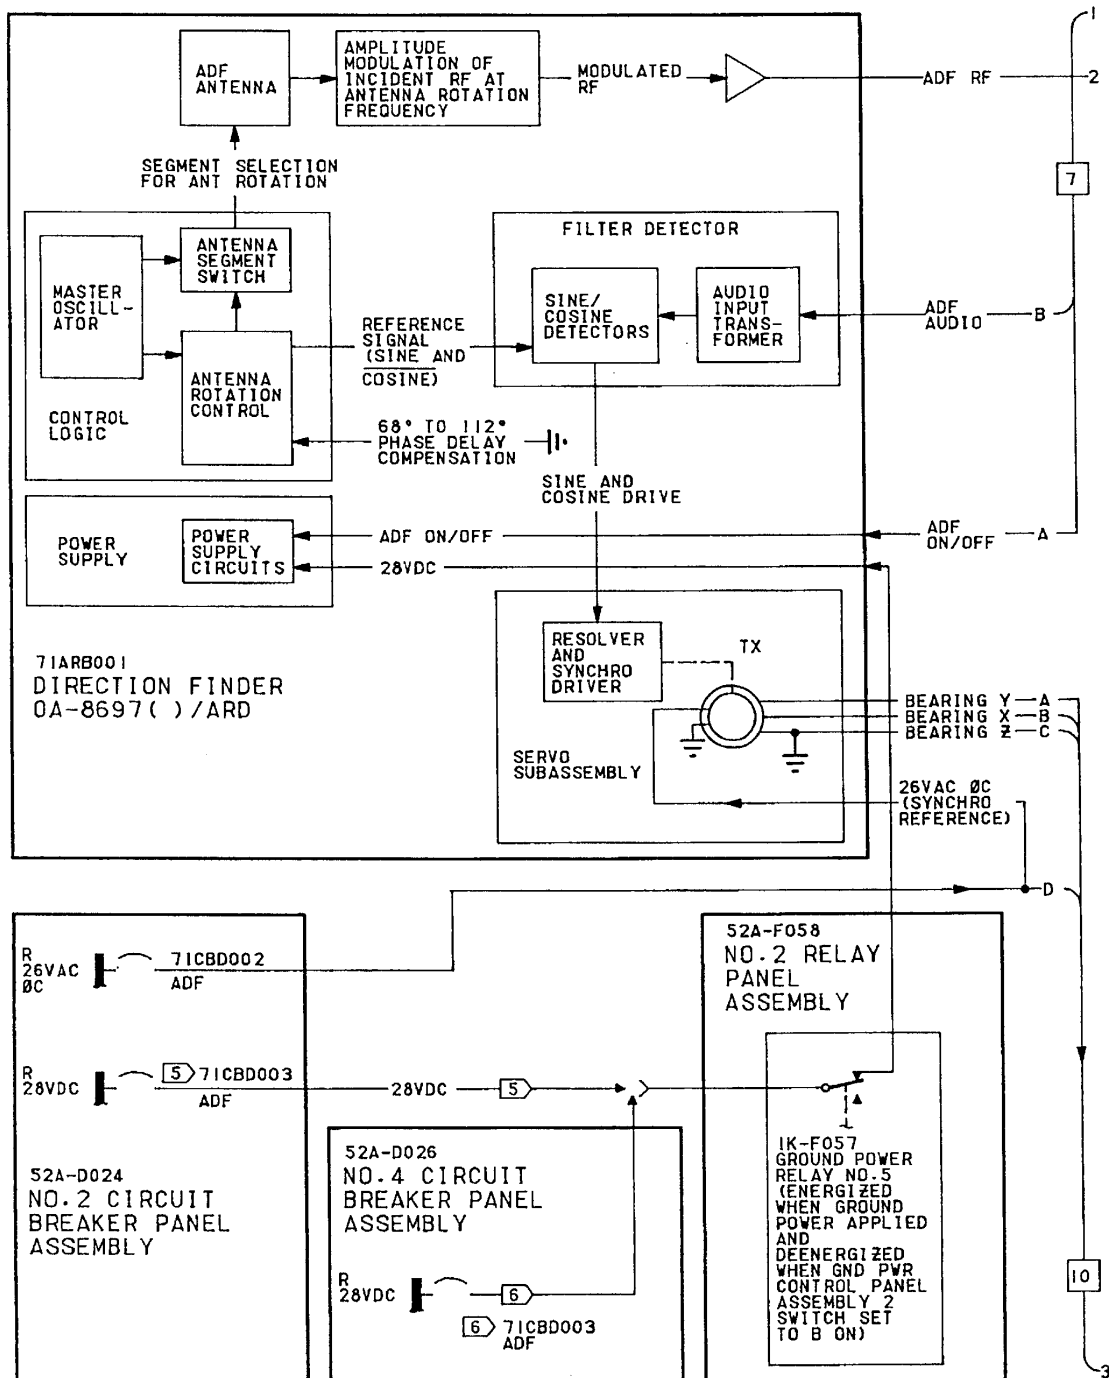 1
ADF
ANTENNA
AMPLITUDE
MODULATION OF
INCIDENT RF AT
ANTENNA ROTATION
FREQUENCY
MODULATED
RF
ADF RF
2
SEGMENT SELECTION
FOR ANT ROTATION
7
FILTER DETECTOR
MASTER
OSCILL-
ATOR
ANTENNA
SEGMENT
SWITCH
REFERENCE
SIGNAL
(SINE AND
COSINE)
SINE/
COSINE
DETECTORS
AUDIO
INPUT
TRANS-
FORMER
ADF
AUDIO
B
ANTENNA
ROTATION
CONTROL
CONTROL
LOGIC
68° TO 112°
PHASE DELAY
COMPENSATION
SINE AND
COSINE DRIVE
POWER
SUPPLY
POWER
SUPPLY
CIRCUITS
ADF ON/OFF
ADF
ON/OFF
A
28VDC
RESOLVER
AND
SYNCHRO
DRIVER
TX
71ARB001
DIRECTION FINDER
OA-8697( )/ARD
BEARING Y A
BEARING X B
BEARING Z C
SERVO
SUBASSEMBLY
26VAC ØC
(SYNCHRO
REFERENCE)
D
R
26VAC
ØC
71CBD002
ADF
52A-F058
NO.2 RELAY
PANEL
ASSEMBLY
R
28VDC
5 71CBD003
ADF
28VDC
5
52A-D024
NO.2 CIRCUIT
BREAKER PANEL
ASSEMBLY
52A-D026
NO.4 CIRCUIT
BREAKER PANEL
ASSEMBLY
R
28VDC
6
6 71CBD003
ADF
1K-F057
GROUND POWER
RELAY NO.5
(ENERGIZED
WHEN GROUND
POWER APPLIED
AND
DEENERGIZED
WHEN GND PWR
CONTROL PANEL
ASSEMBLY 2
SWITCH SET
TO B ON)
10
3